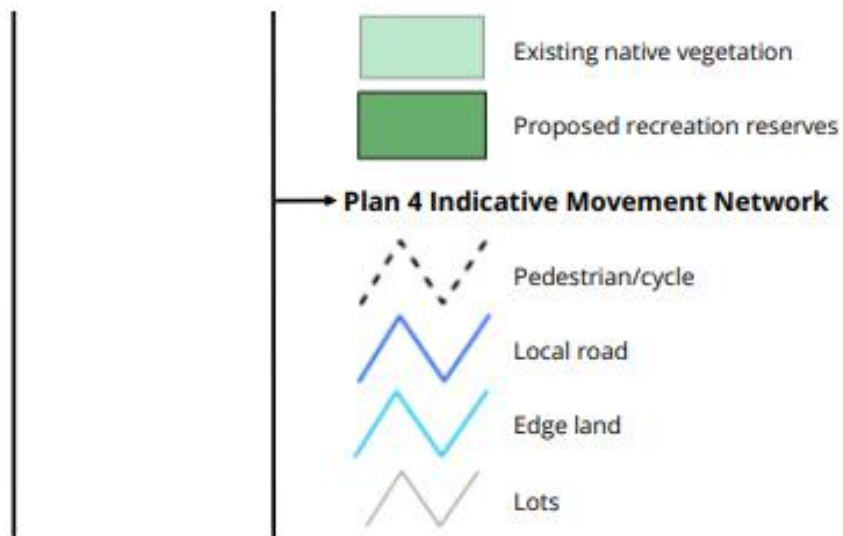 Existing native vegetation
Proposed recreation reserves
Plan 4 Indicative Movement Network
Pedestrian/cycle
Local road
Edge land
Lots